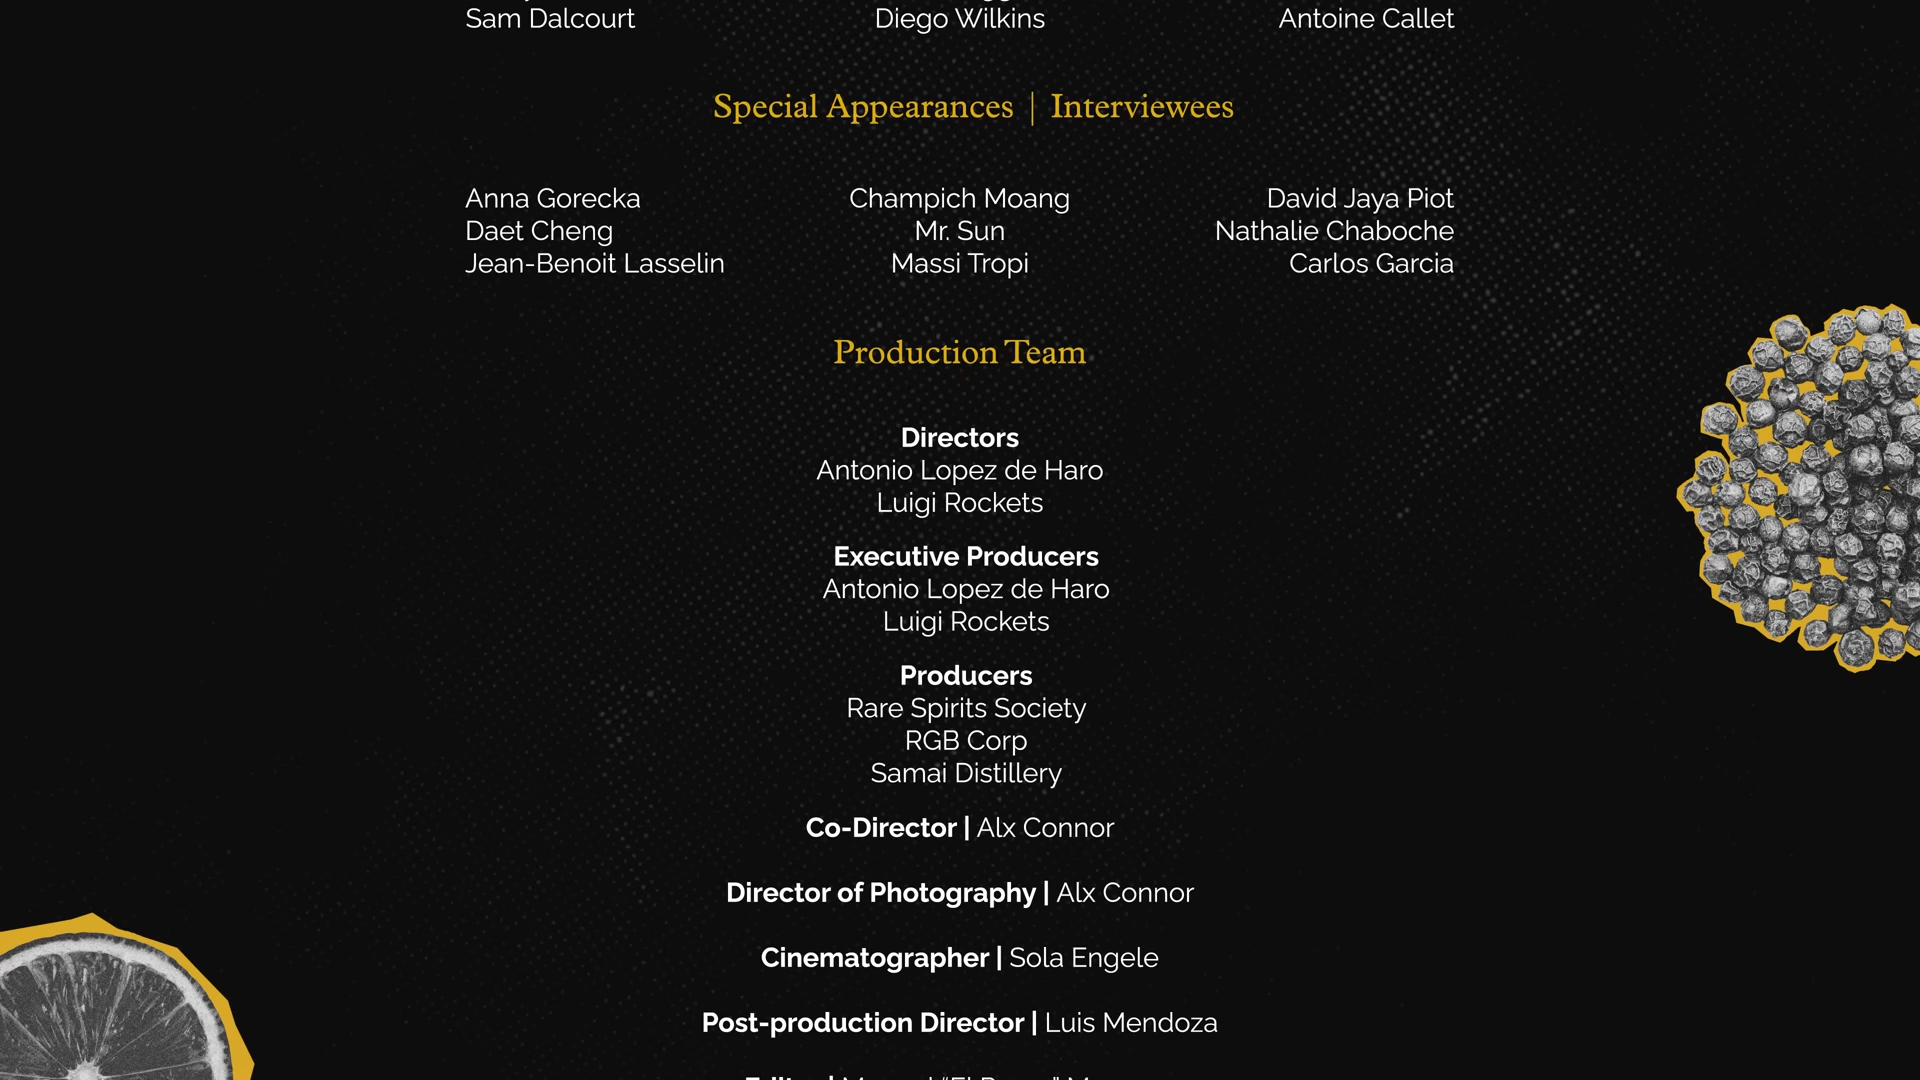 Sam Dalcourt
Diego Wilkins
Antoine Callet
Special Appearances | Interviewees
Anna Gorecka
Daet Cheng
Jean-Benoit Lasselin
Champich Moang
Mr. Sun
Massi Tropi
David Jaya Piot
Nathalie Chaboche
Carlos Garcia
Production Team
Directors
Antonio Lopez de Haro
Luigi Rockets
Executive Producers
Antonio Lopez de Haro
Luigi Rockets
Producers
Rare Spirits Society
RGB Corp
Samai Distillery
Co-Director | Alx Connor
Director of Photography | Alx Connor
Cinematographer | Sola Engele
Post-production Director | Luis Mendoza